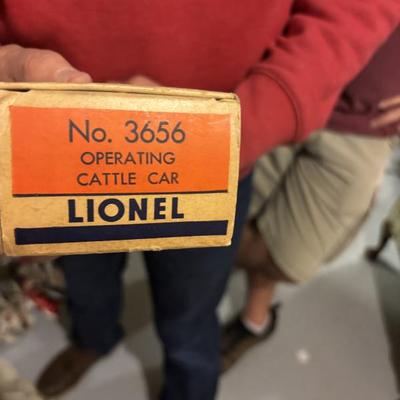 No. 3656
OPERATING
CATTLE CAR
LIONEL